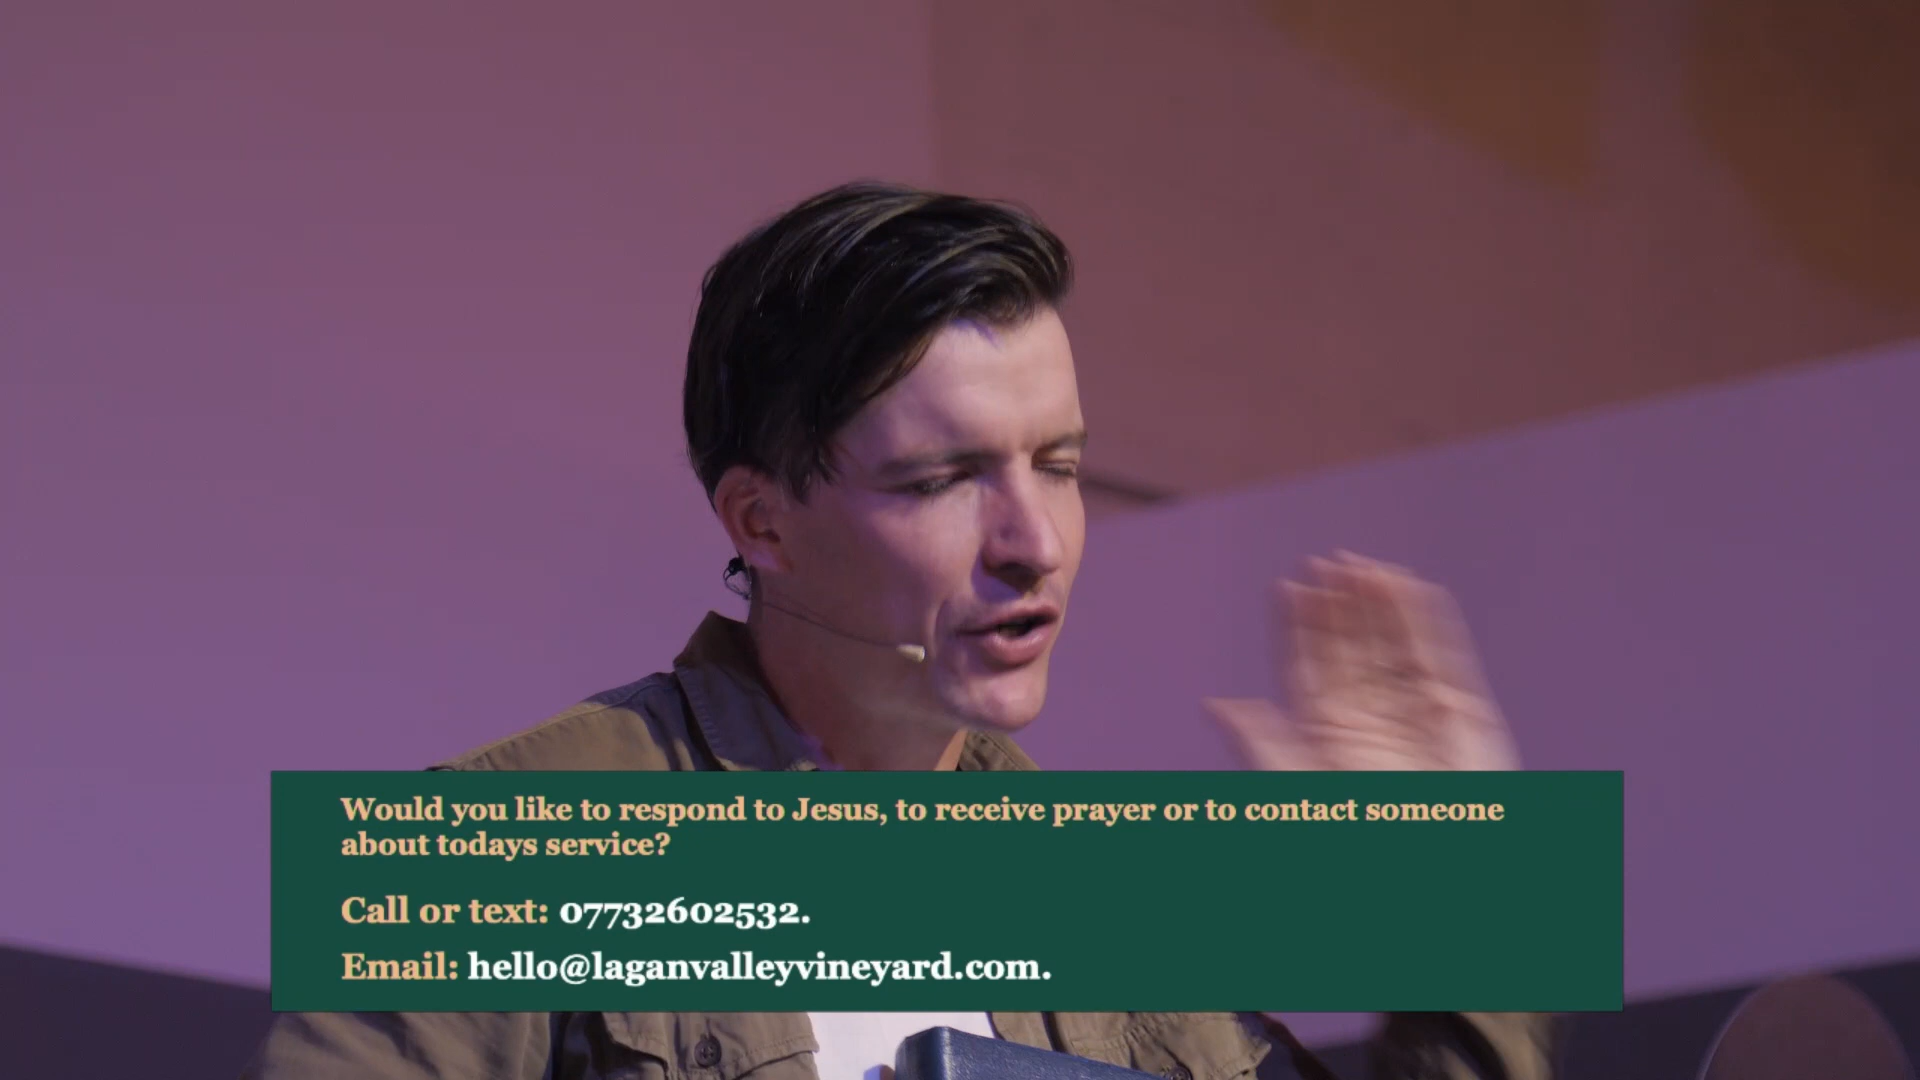 Would you like to respond to Jesus, to receive prayer or to contact someone
about todays service?
Call or text: 07732602532.
Email: hello@laganvalleyvineyard.com.